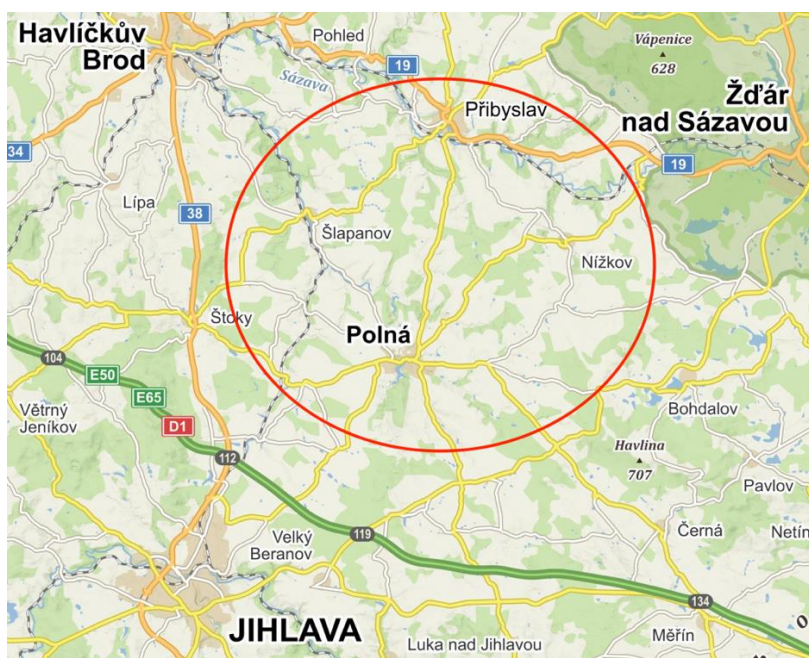 Havlíčkův
Brod
Pohled
Sázava
19
Vápenice
628
Přibyslav
Žďár
nad Sázavou
34
19
Lípa
38
Šlapanov
Nížkov
Štoky
Polná
104
E50
E65
D1
Větrný
Jeníkov
112
Bohdalov
Havlina
707
Pavlov
119
Velký
Beranov
Černá
Netín
134
JIHLAVA
Luka nad Jihlavou
Měřín